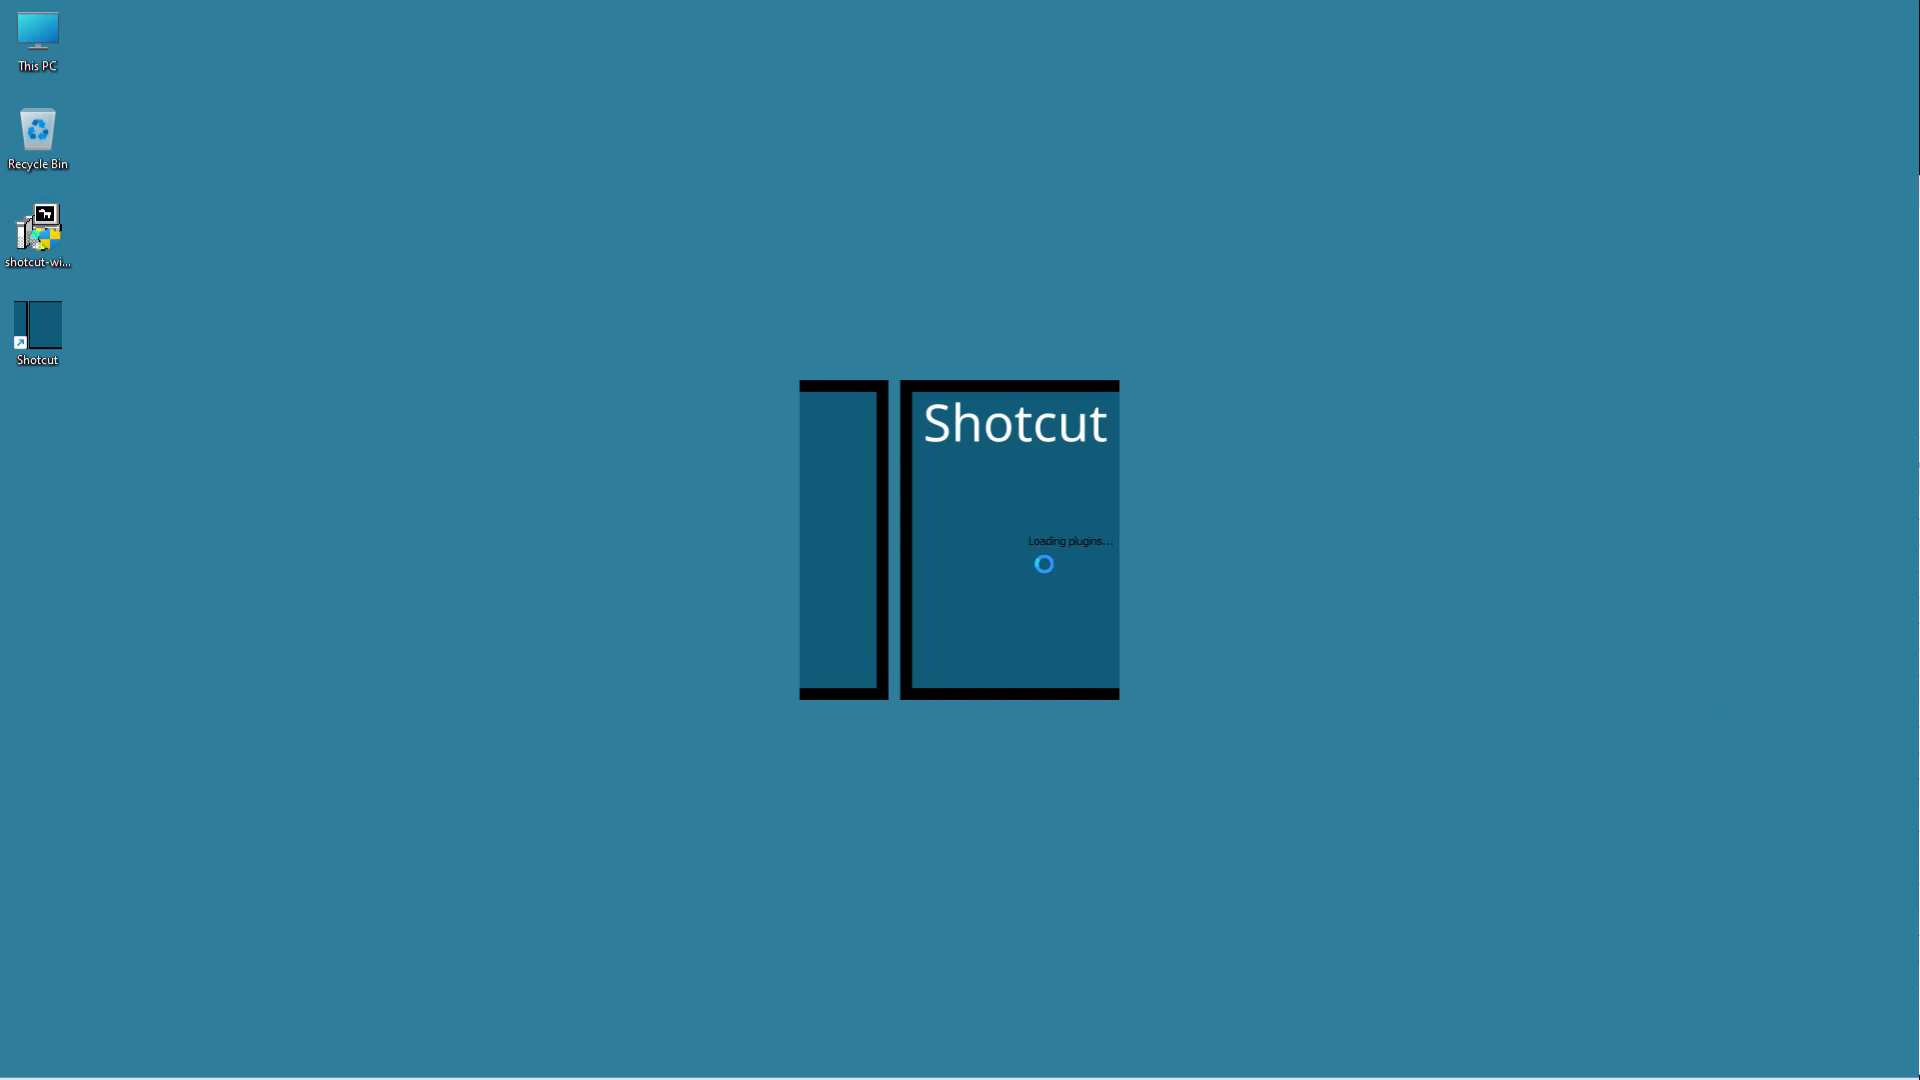 This PC
Recycle Bin
shotcut-wi...
Shotcut
Shotcut
Loading plugins...